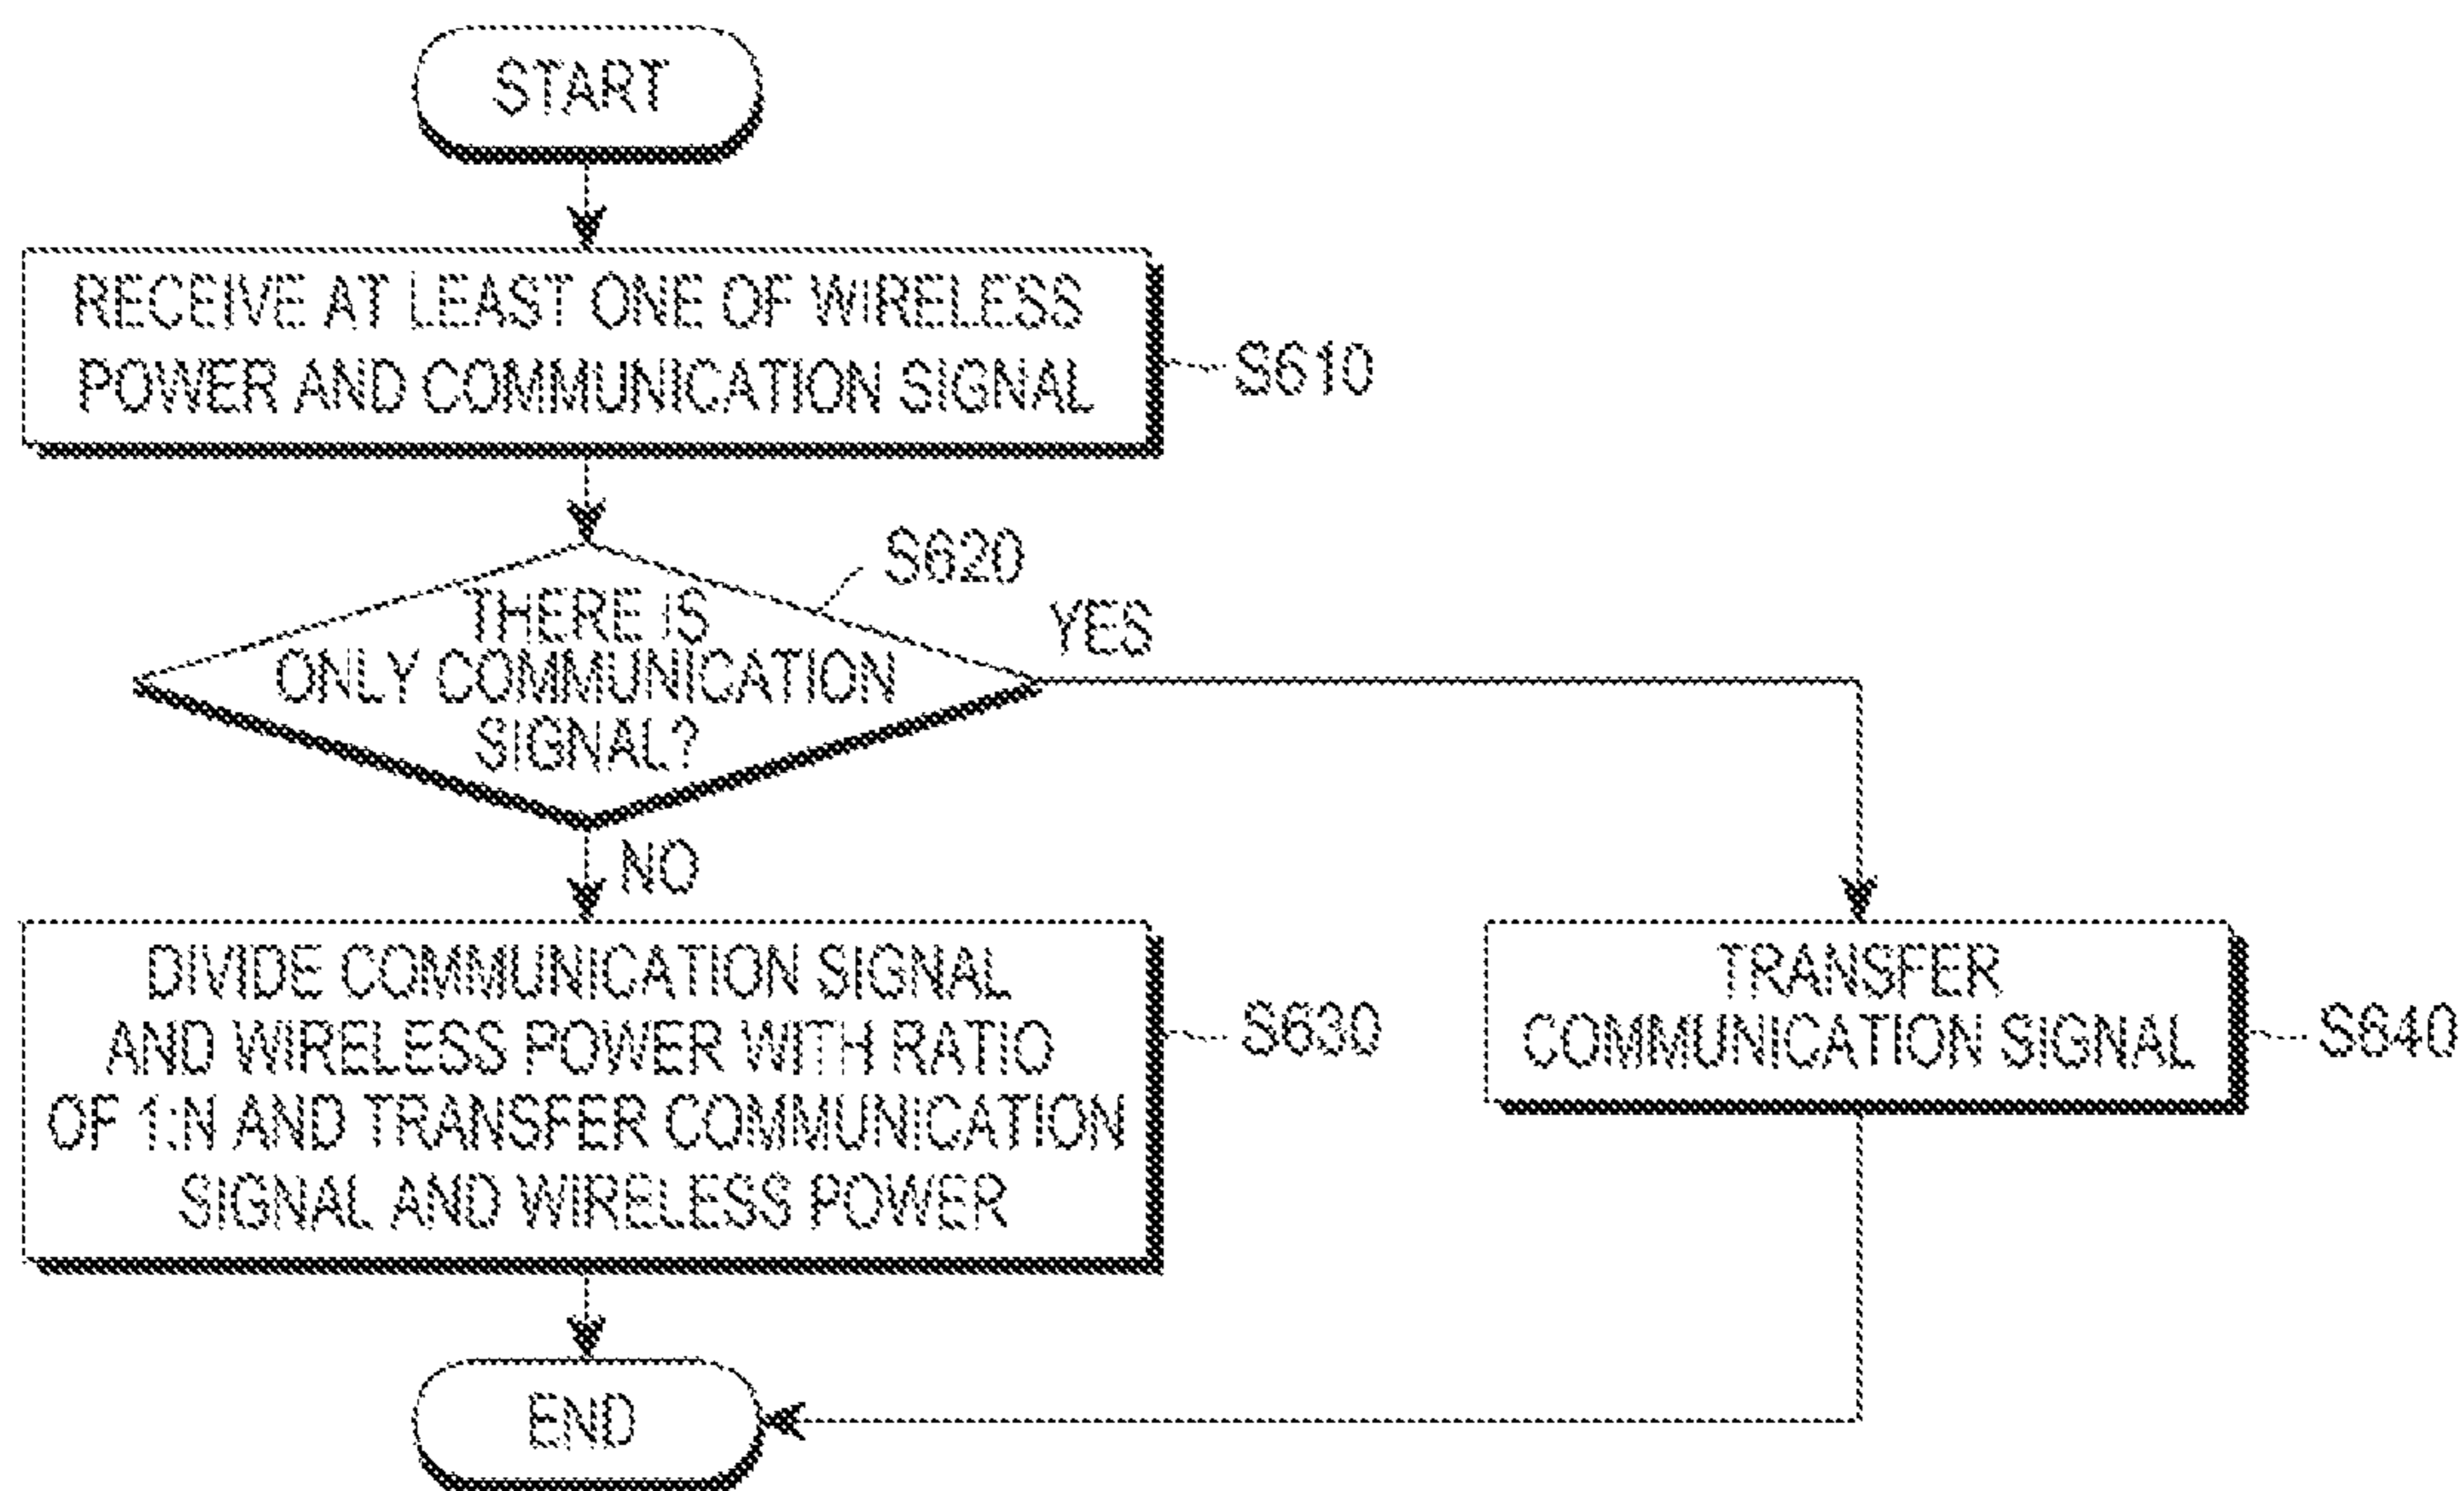 START
RECEIVE AT LEAST ONE OF WIRELESS
POWER AND COMMUNICATION SIGNAL
S610
S620
THERE IS
ONLY COMMUNICATION
SIGNAL?
YES
NO
DIVIDE COMMUNICATION SIGNAL
AND WIRELESS POWER WITH RATIO
OF 1:N AND TRANSFER COMMUNICATION
SIGNAL AND WIRELESS POWER
S630
TRANSFER
COMMUNICATION SIGNAL
S640
END